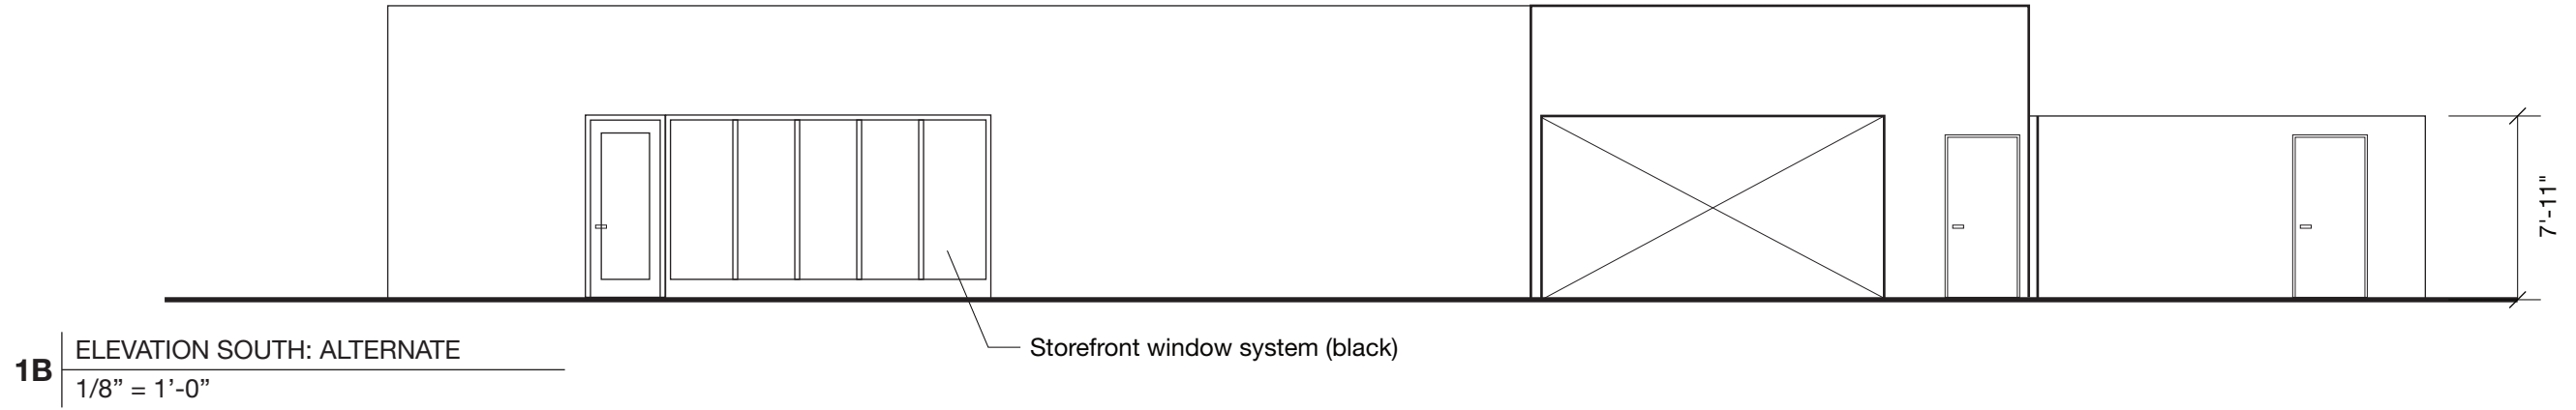 7'-11"
Storefront window system (black)
1B
ELEVATION SOUTH: ALTERNATE
1/8” = 1’-0”